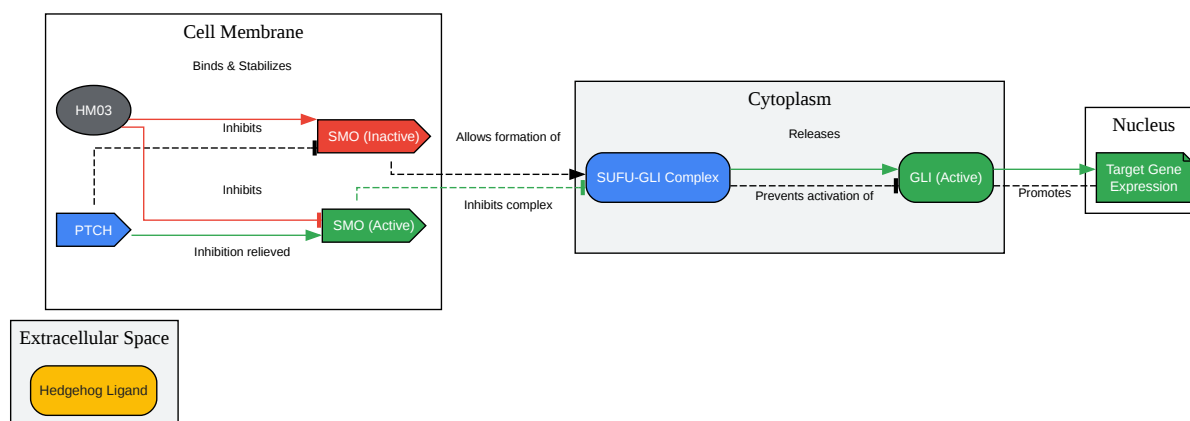 Cell Membrane
Binds & Stabilizes
HM03
Inhibits
SMO (Inactive)
Inhibits
PTCH
SMO (Active)
Inhibition relieved
Allows formation of
Inhibits complex
Cytoplasm
Releases
SUFU-GLI Complex
GLI (Active)
Prevents activation of
Promotes
Nucleus
Target Gene
Expression
Extracellular Space
Hedgehog Ligand